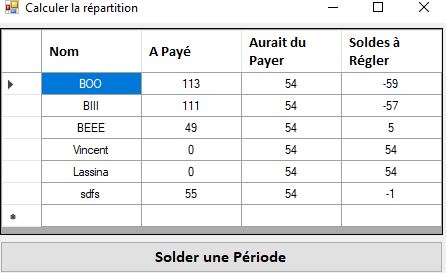 Calculer la répartition
Nom A Payé Aurait du Payer Soldes à Régler
BOO 113 54 -59
BIII 111 54 -57
BEEE 49 54 5
Vincent 0 54 54
Lassina 0 54 54
sdfs 55 54 -1
Solder une Période